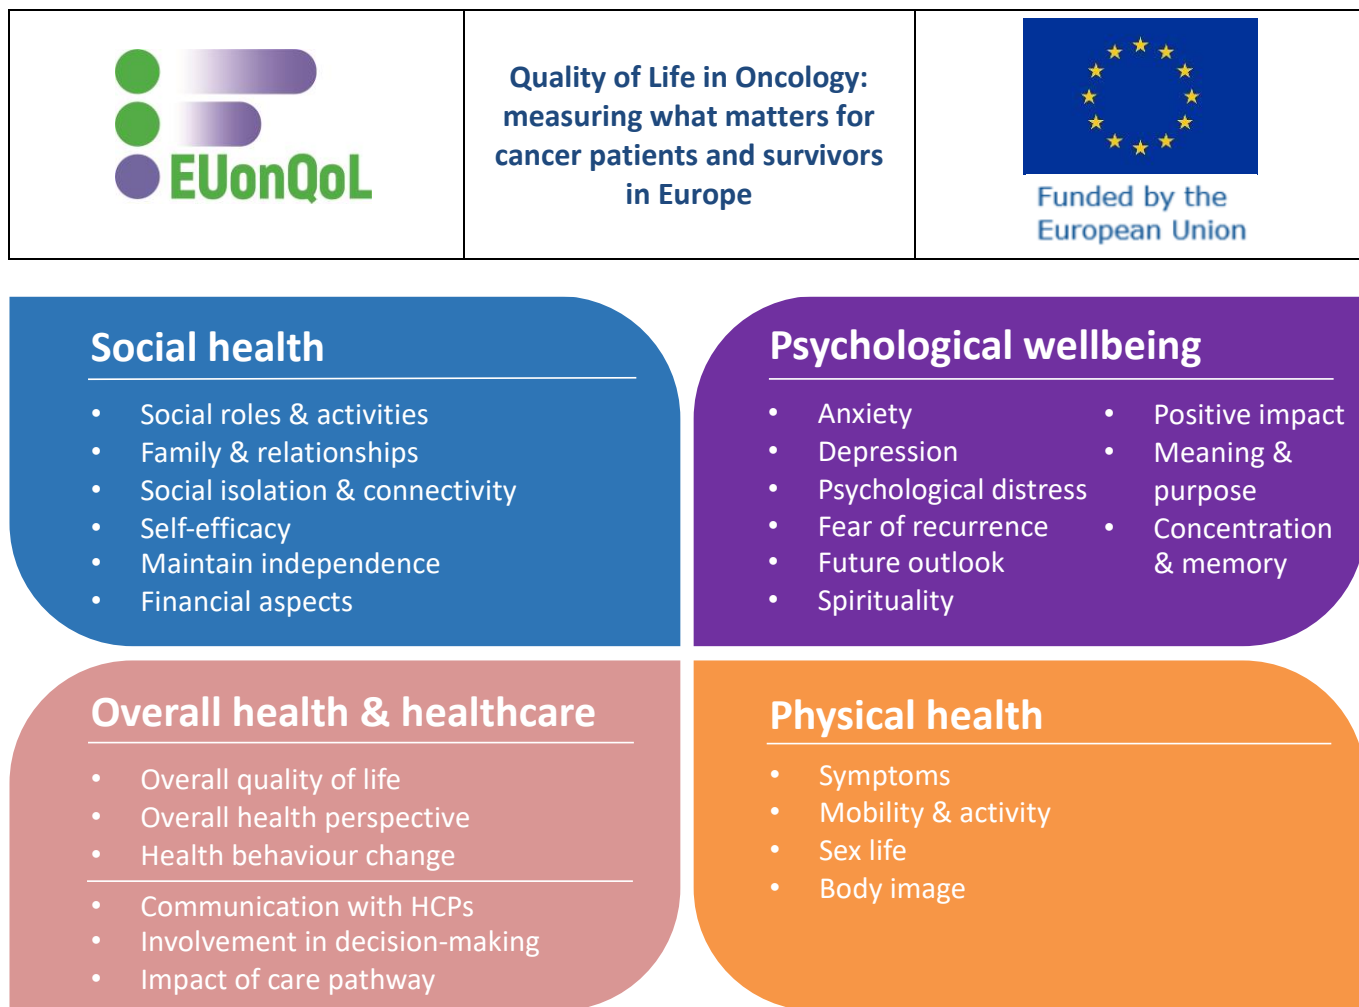 EUonQoL
Quality of Life in Oncology:
measuring what matters for
cancer patients and survivors
in Europe
Funded by the
European Union
Social health
• Social roles & activities
• Family & relationships
• Social isolation & connectivity
• Self-efficacy
• Maintain independence
• Financial aspects
Psychological wellbeing
• Anxiety
• Depression
• Psychological distress
• Fear of recurrence
• Future outlook
• Spirituality
• Positive impact
• Meaning &
purpose
• Concentration
& memory
Overall health & healthcare
• Overall quality of life
• Overall health perspective
• Health behaviour change
• Communication with HCPs
• Involvement in decision-making
• Impact of care pathway
Physical health
• Symptoms
• Mobility & activity
• Sex life
• Body image